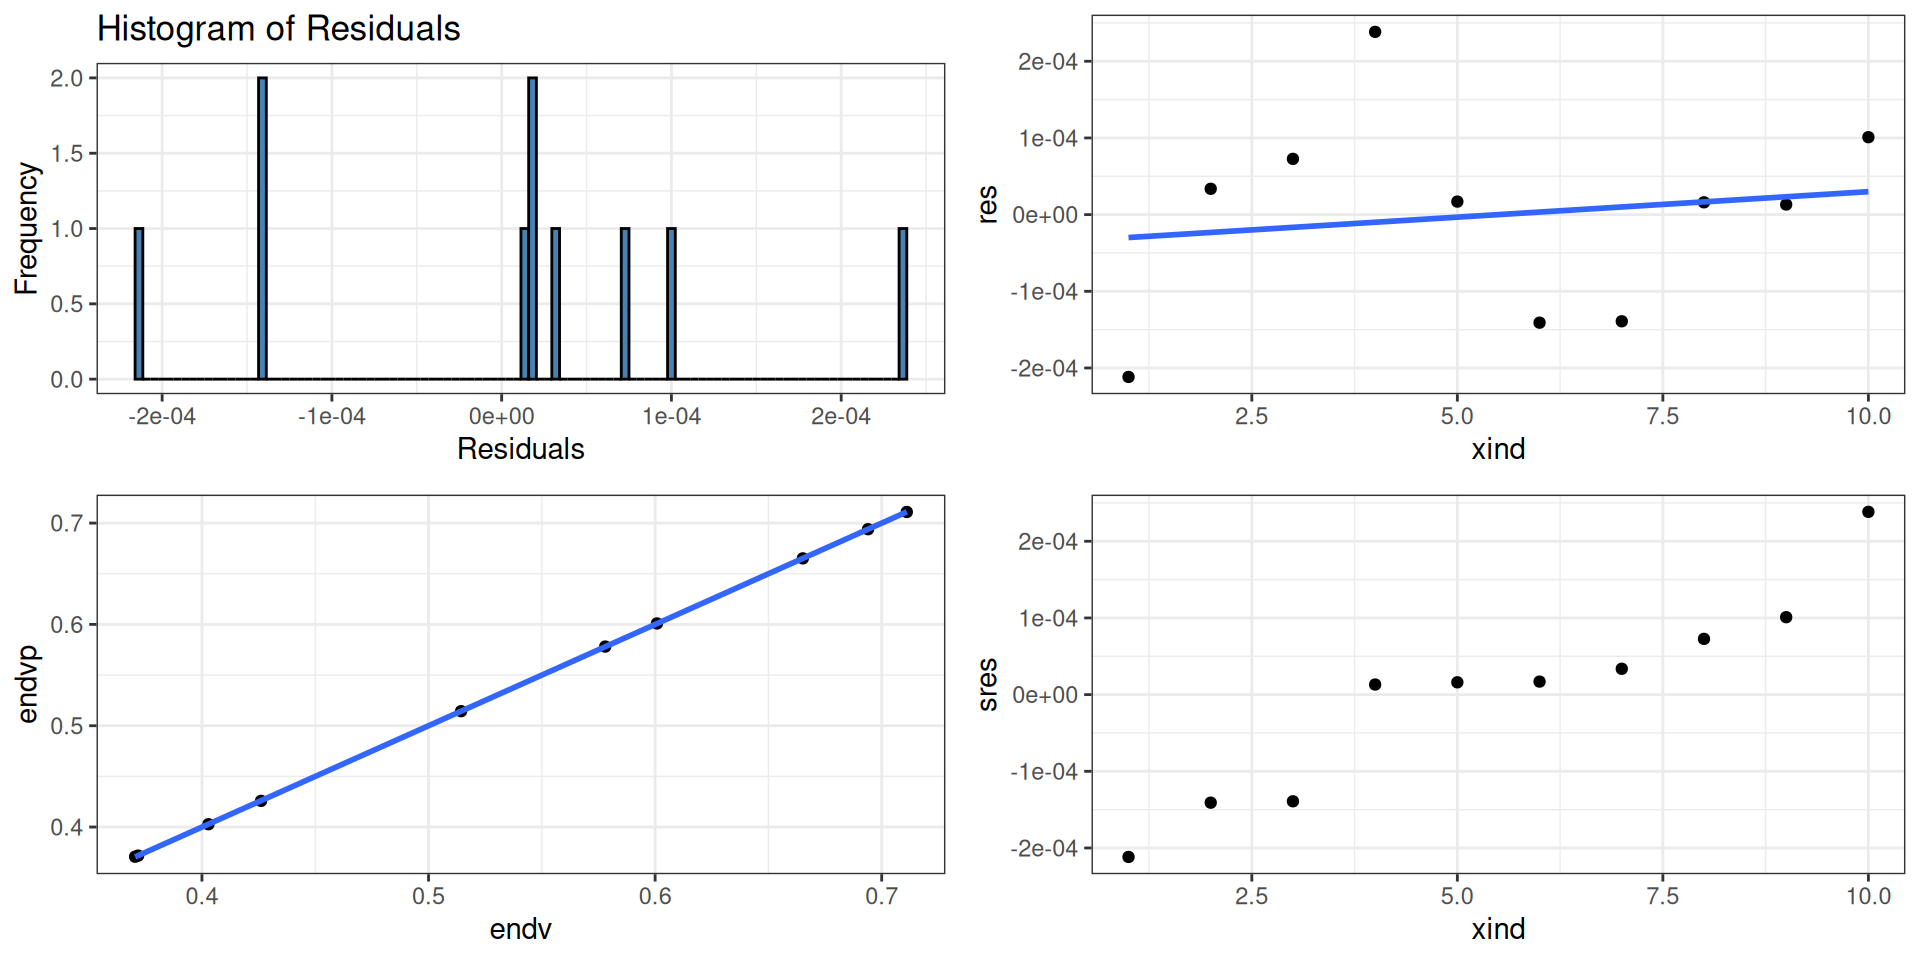 Histogram of Residuals
Frequency
2.0
1.5
1.0
0.5
0.0
-2e-04 -1e-04 0e+00 1e-04 2e-04
Residuals
res
2e-04
1e-04
0e+00
-1e-04
-2e-04
2.5 5.0 7.5 10.0
xind
endvp
0.7
0.6
0.5
0.4
0.4 0.5 0.6 0.7
endv
sres
2e-04
1e-04
0e+00
-1e-04
-2e-04
2.5 5.0 7.5 10.0
xind